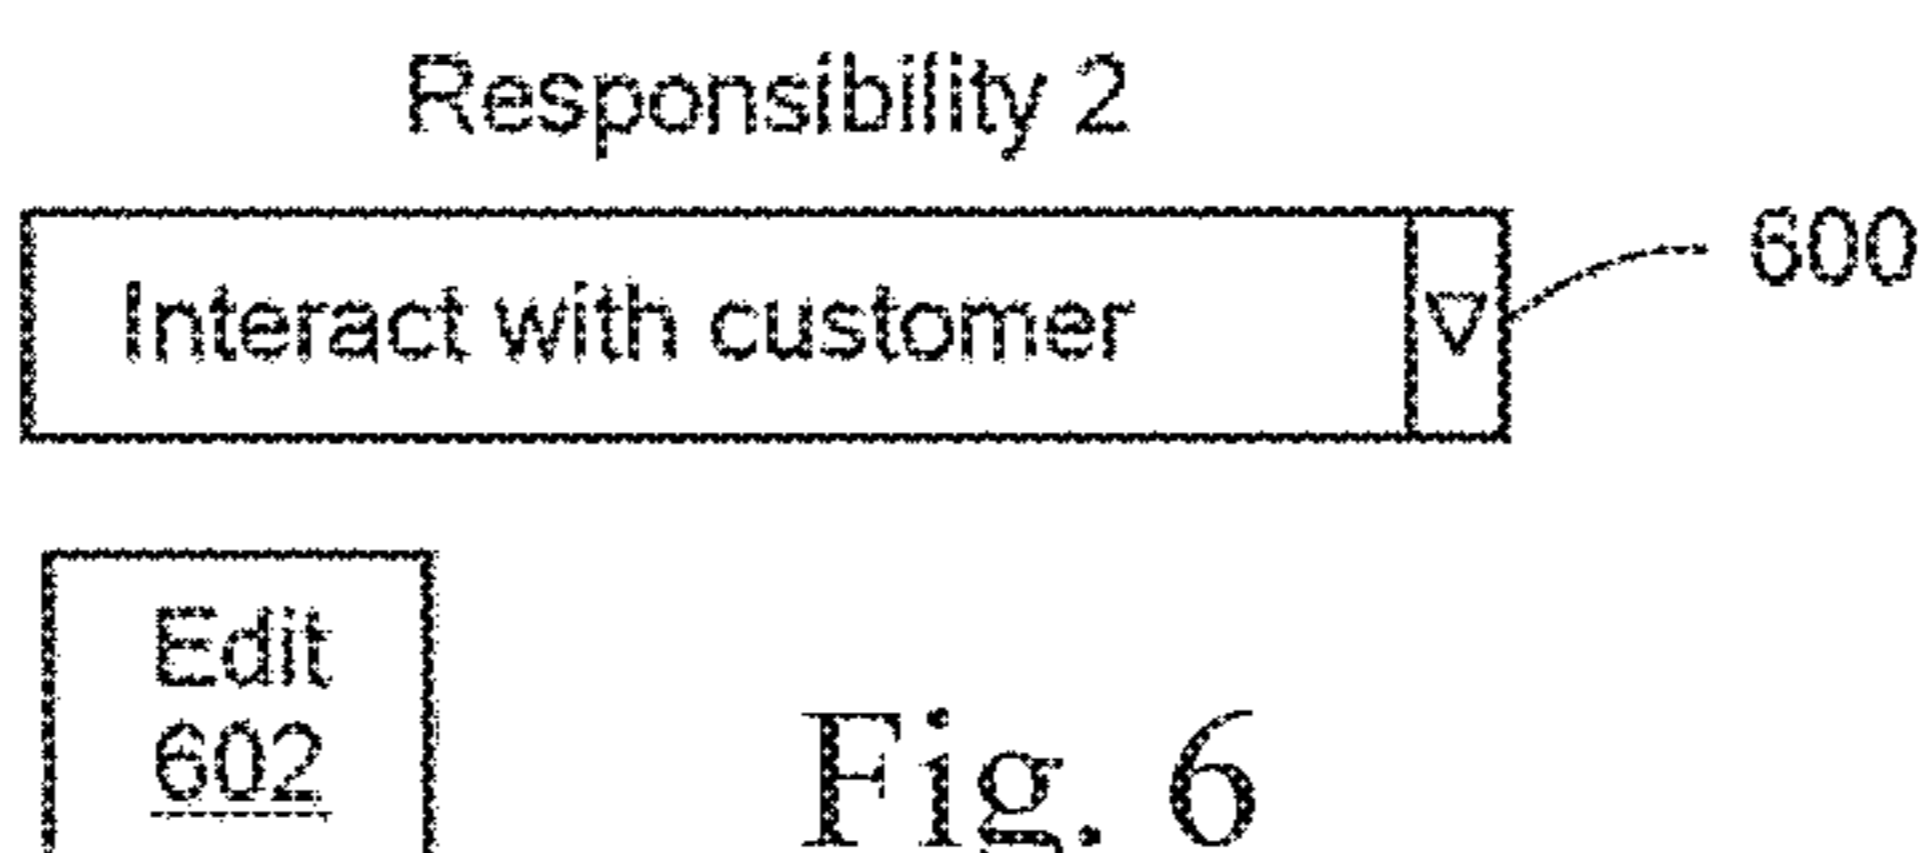 Responsibility 2
Interact with customer
600
Edit
602
Fig. 6